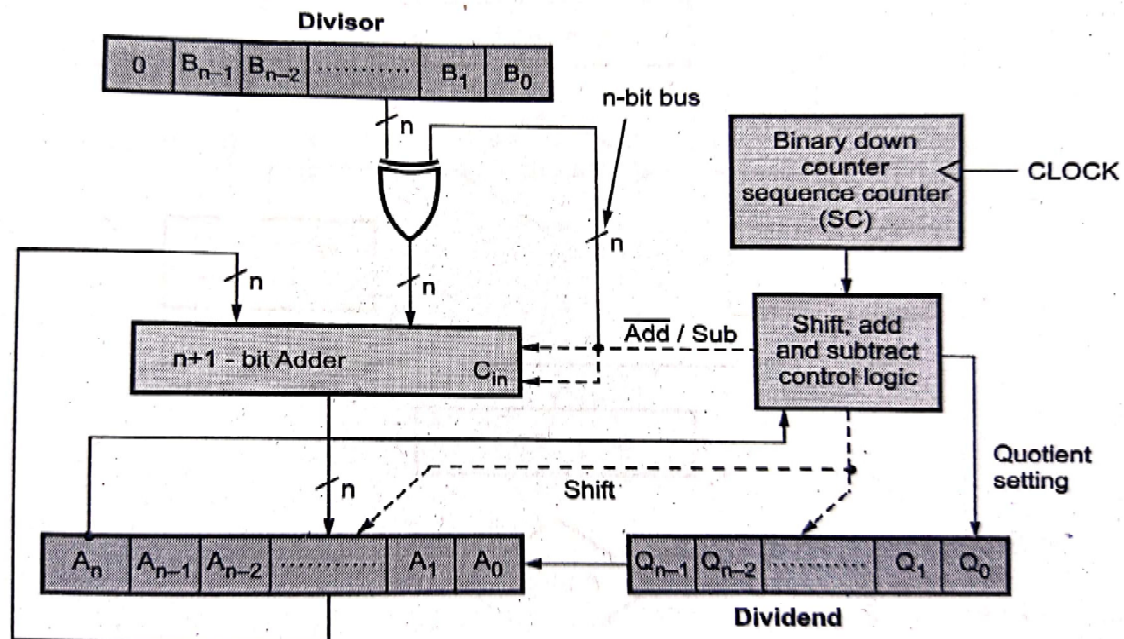 Divisor
0 Bn–1 Bn–2 ........... B1 B0
n
n-bit bus
Binary down
counter
sequence counter
(SC)
CLOCK
n
n
n
n+1 - bit Adder
Cin
A̅d̅d̅ / Sub
Shift, add
and subtract
control logic
n
Shift
Quotient
setting
An An–1 An–2 ........... A1 A0
Qn–1 Qn–2 ........... Q1 Q0
Dividend